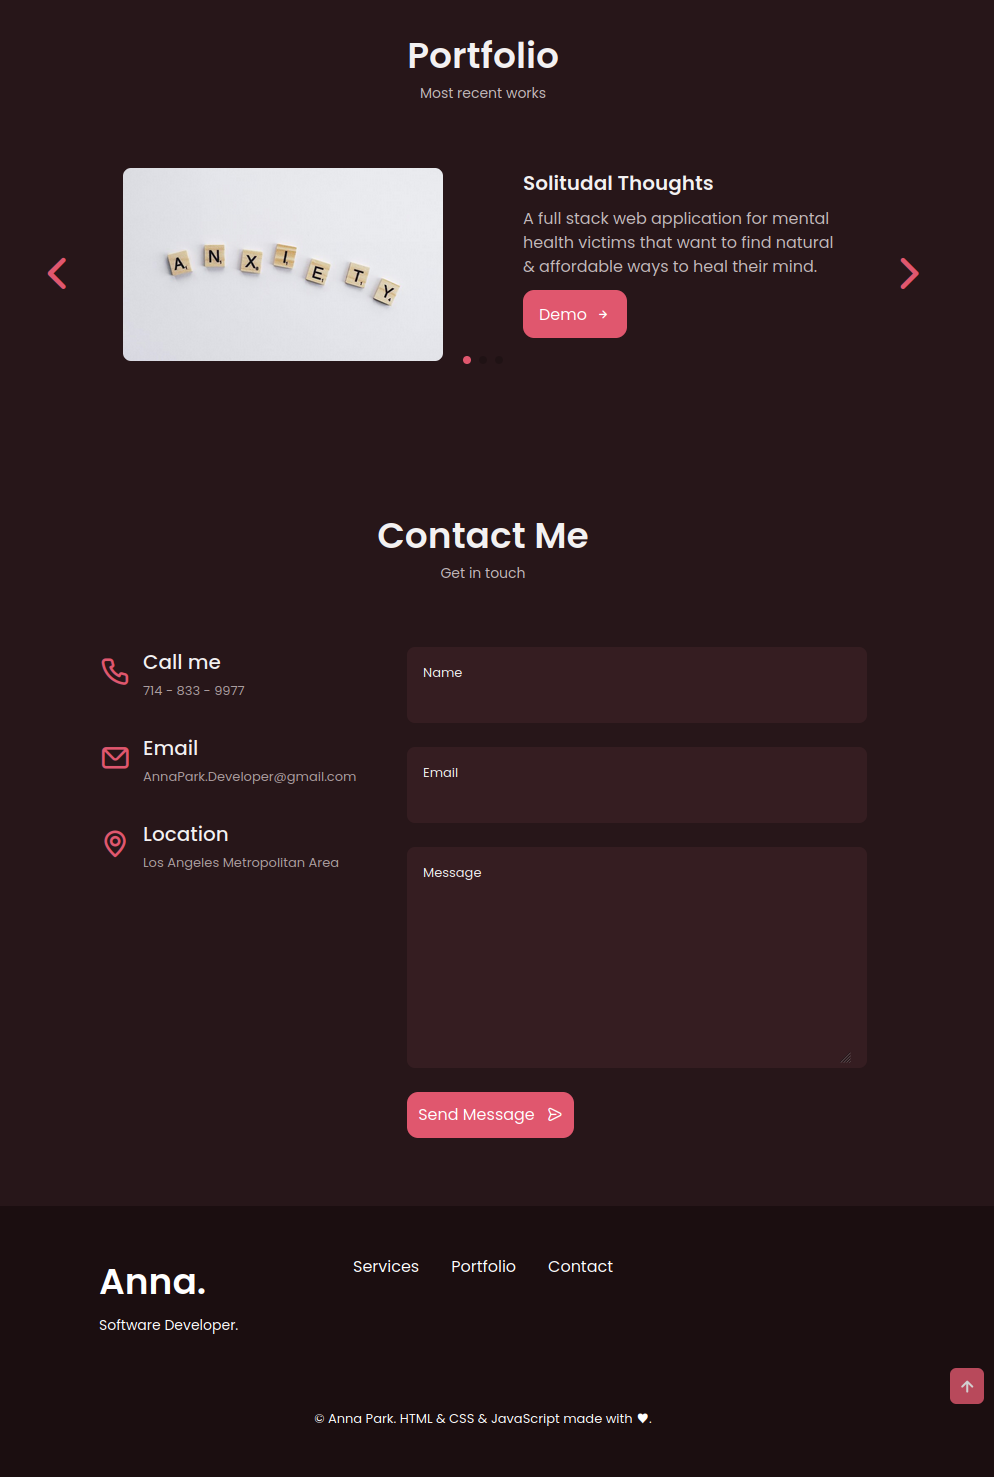 Portfolio
Most recent works
A N X I E T Y
Solitudal Thoughts
A full stack web application for mental
health victims that want to find natural
& affordable ways to heal their mind.
Demo
Contact Me
Get in touch
Call me
714 - 833 - 9977
Email
AnnaPark.Developer@gmail.com
Location
Los Angeles Metropolitan Area
Name
Email
Message
Send Message
Anna.
Software Developer.
Services Portfolio Contact
© Anna Park. HTML & CSS & JavaScript made with ♥.